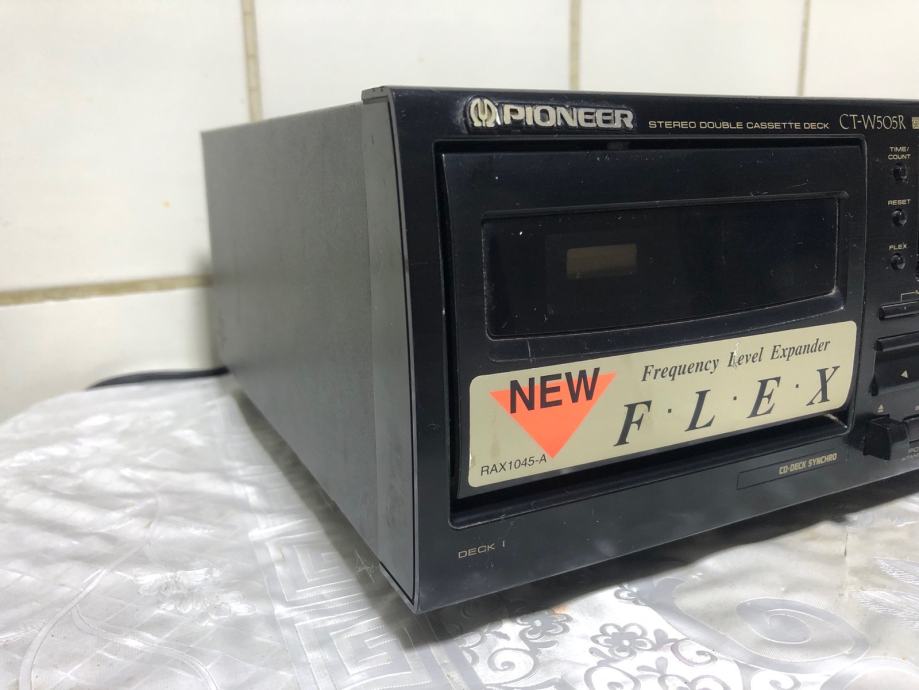 PIONEER STEREO DOUBLE CASSETTE DECK CT-W505R
TIME/
COUNT
RESET
FLEX
Frequency Level Expander
NEW
F·L·E·X
RAX1045-A
CD-DECK SYNCHRO
DECK I